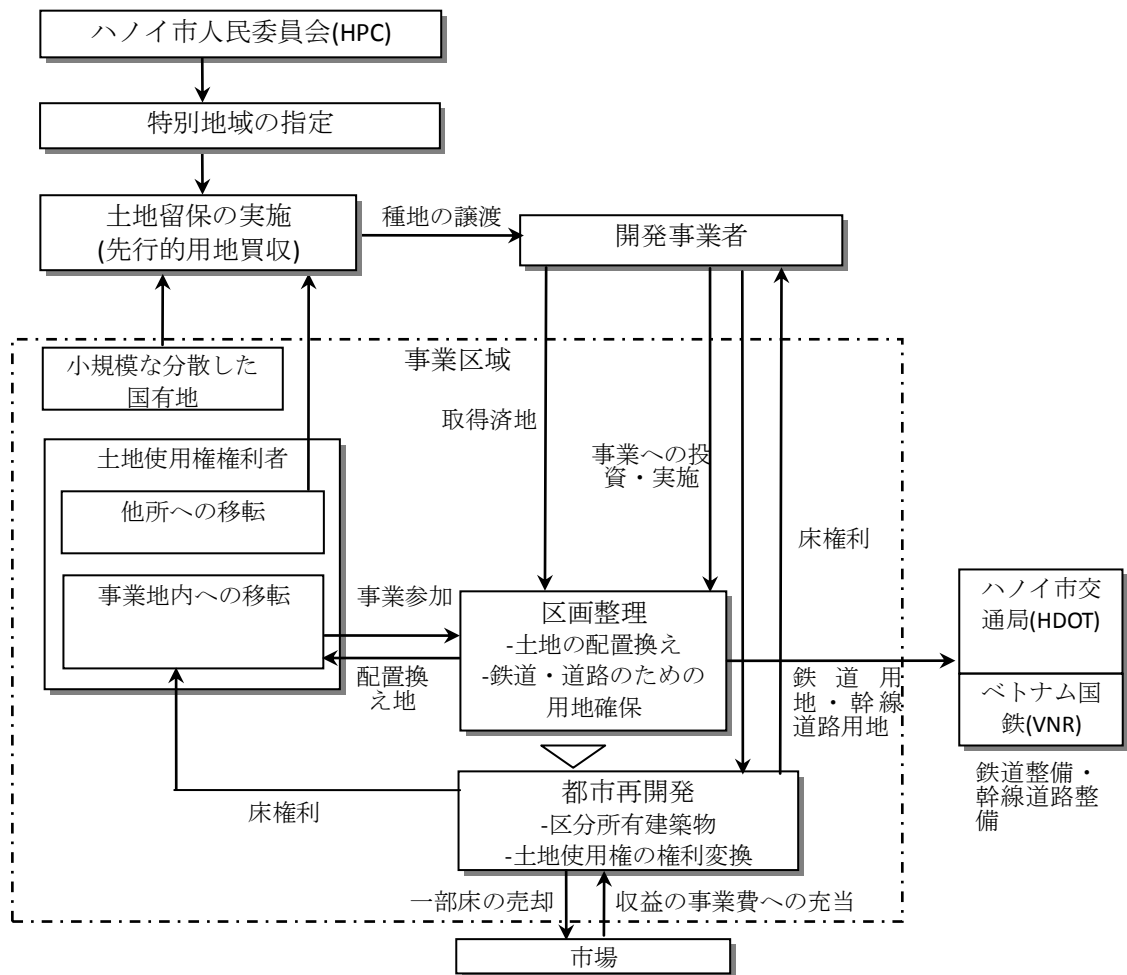 ハノイ市人民委員会(HPC)
特別地域の指定
土地留保の実施
(先行的用地買収)
種地の譲渡
開発事業者
小規模な分散した
国有地
事業区域
取得済地
事業への投
資・実施
床権利
土地使用権権利者
他所への移転
事業地内への移転
事業参加
配置換
え地
区画整理
-土地の配置換え
-鉄道・道路のための
用地確保
鉄道用
地・幹線
道路用地
ハノイ市交
通局(HDOT)
ベトナム国
鉄(VNR)
鉄道整備・
幹線道路整
備
床権利
都市再開発
-区分所有建築物
-土地使用権の権利変換
一部床の売却
収益の事業費への充当
市場